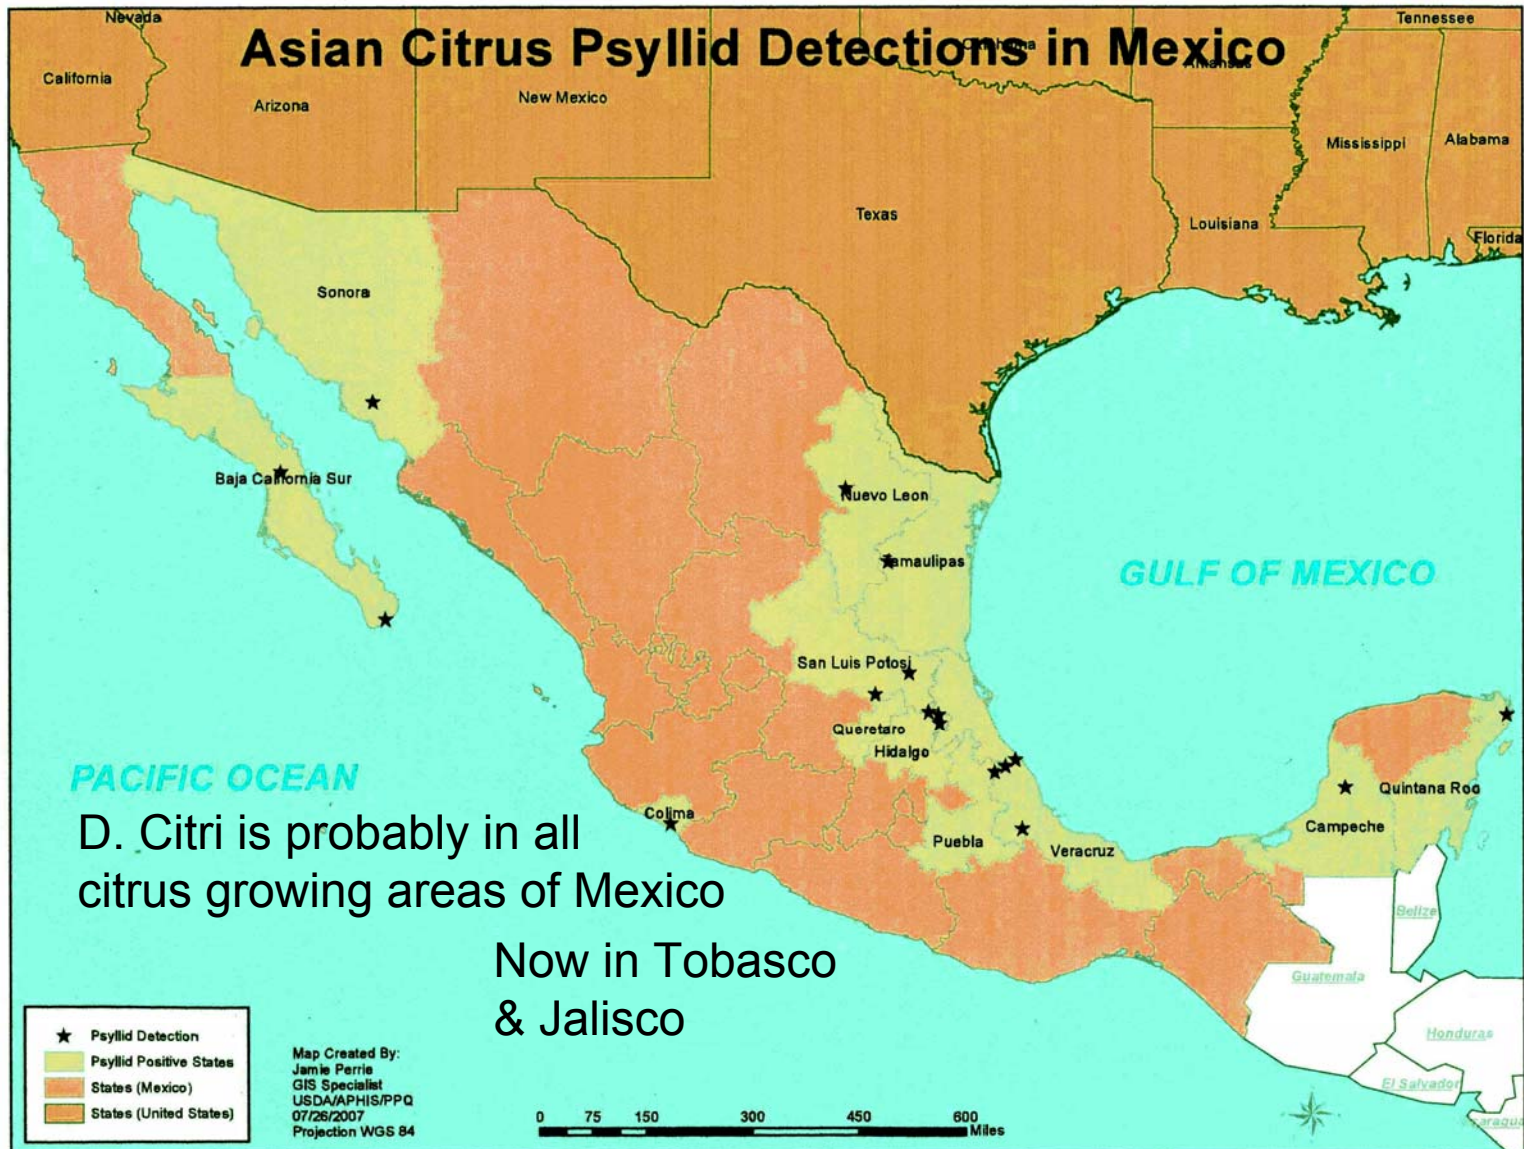 Asian Citrus Psyllid Detections in Mexico
Nevada
Tennessee
Oklahoma
Arkansas
California
Arizona
New Mexico
Mississippi
Alabama
Texas
Louisiana
Florida
Sonora
Baja California Sur
Nuevo Leon
Tamaulipas
GULF OF MEXICO
San Luis Potosi
Queretaro
Hidalgo
PACIFIC OCEAN
Quintana Roo
Colima
Campeche
Puebla
Veracruz
D. Citri is probably in all
citrus growing areas of Mexico
Belize
Now in Tobasco
& Jalisco
Guatemala
Honduras
El Salvador
Psyllid Detection
Psyllid Positive States
States (Mexico)
States (United States)
Map Created By:
Jamie Perrie
GIS Specialist
USDA/APHIS/PPQ
07/26/2007
Projection WGS 84
0 75 150 300 450 600
Miles